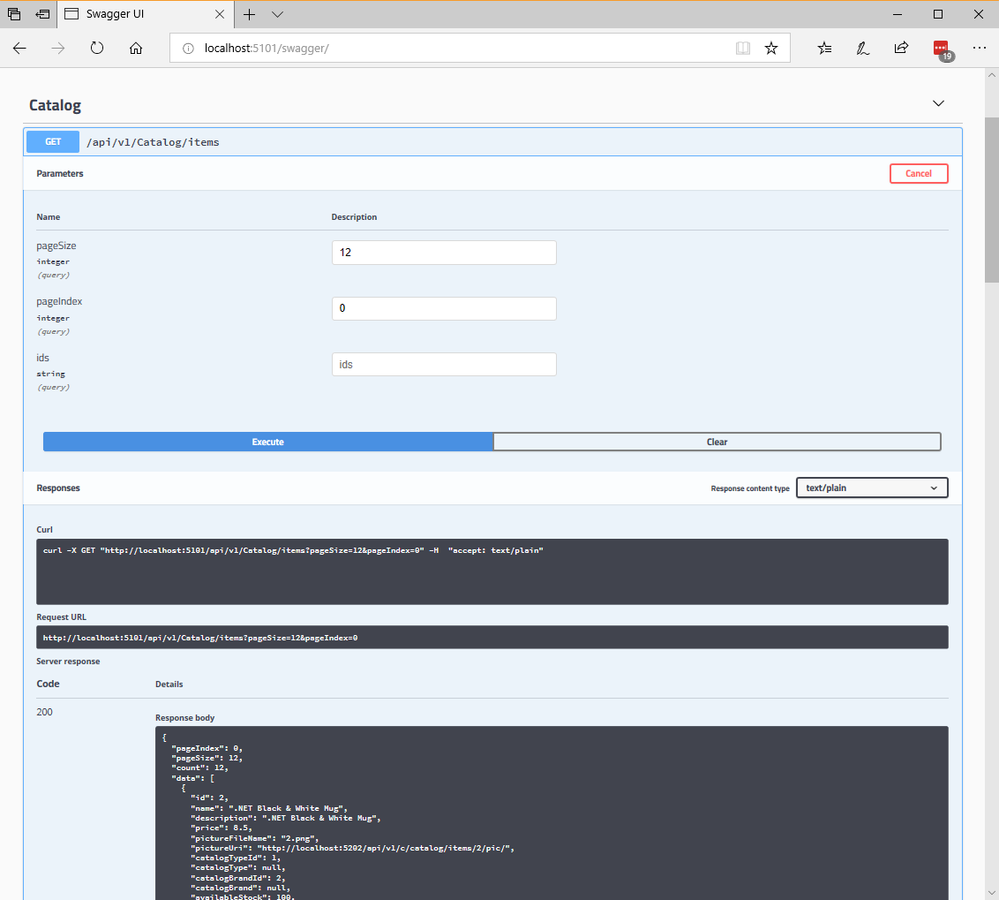 Swagger UI
localhost:5101/swagger/
19
Catalog
GET /api/v1/Catalog/items
Parameters
Cancel
Name Description
pageSize
12
integer
(query)
pageIndex
0
integer
(query)
ids
ids
string
(query)
Execute Clear
Responses Response content type text/plain
Curl
curl -X GET "http://localhost:5101/api/v1/Catalog/items?pageSize=12&pageIndex=0" -H  "accept: text/plain"
Request URL
http://localhost:5101/api/v1/Catalog/items?pageSize=12&pageIndex=0
Server response
Code Details
200
Response body
{
  "pageIndex": 0,
  "pageSize": 12,
  "count": 12,
  "data": [
    {
      "id": 2,
      "name": ".NET Black & White Mug",
      "description": ".NET Black & White Mug",
      "price": 8.5,
      "pictureFileName": "2.png",
      "pictureUri": "http://localhost:5202/api/v1/c/catalog/items/2/pic/",
      "catalogTypeId": 1,
      "catalogType": null,
      "catalogBrandId": 2,
      "catalogBrand": null,
      "availableStock": 100,